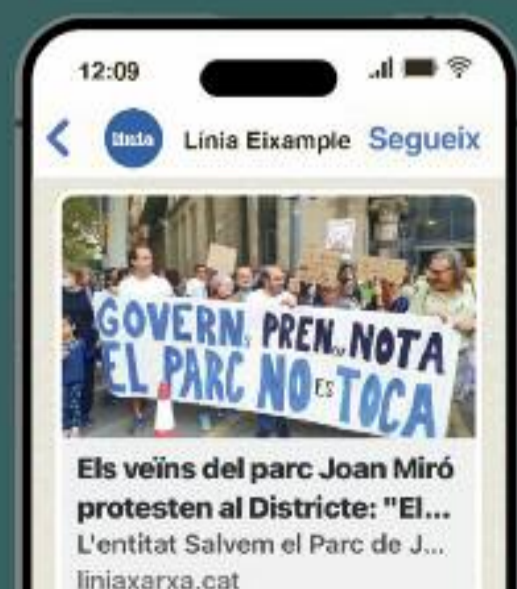 12:09
línia
Línia Eixample
Segueix
GOVERN, PREN NOTA
EL PARC NO ES TOCA
Els veïns del parc Joan Miró
protesten al Districte: "El...
L'entitat Salvem el Parc de J...
liniaxarxa.cat